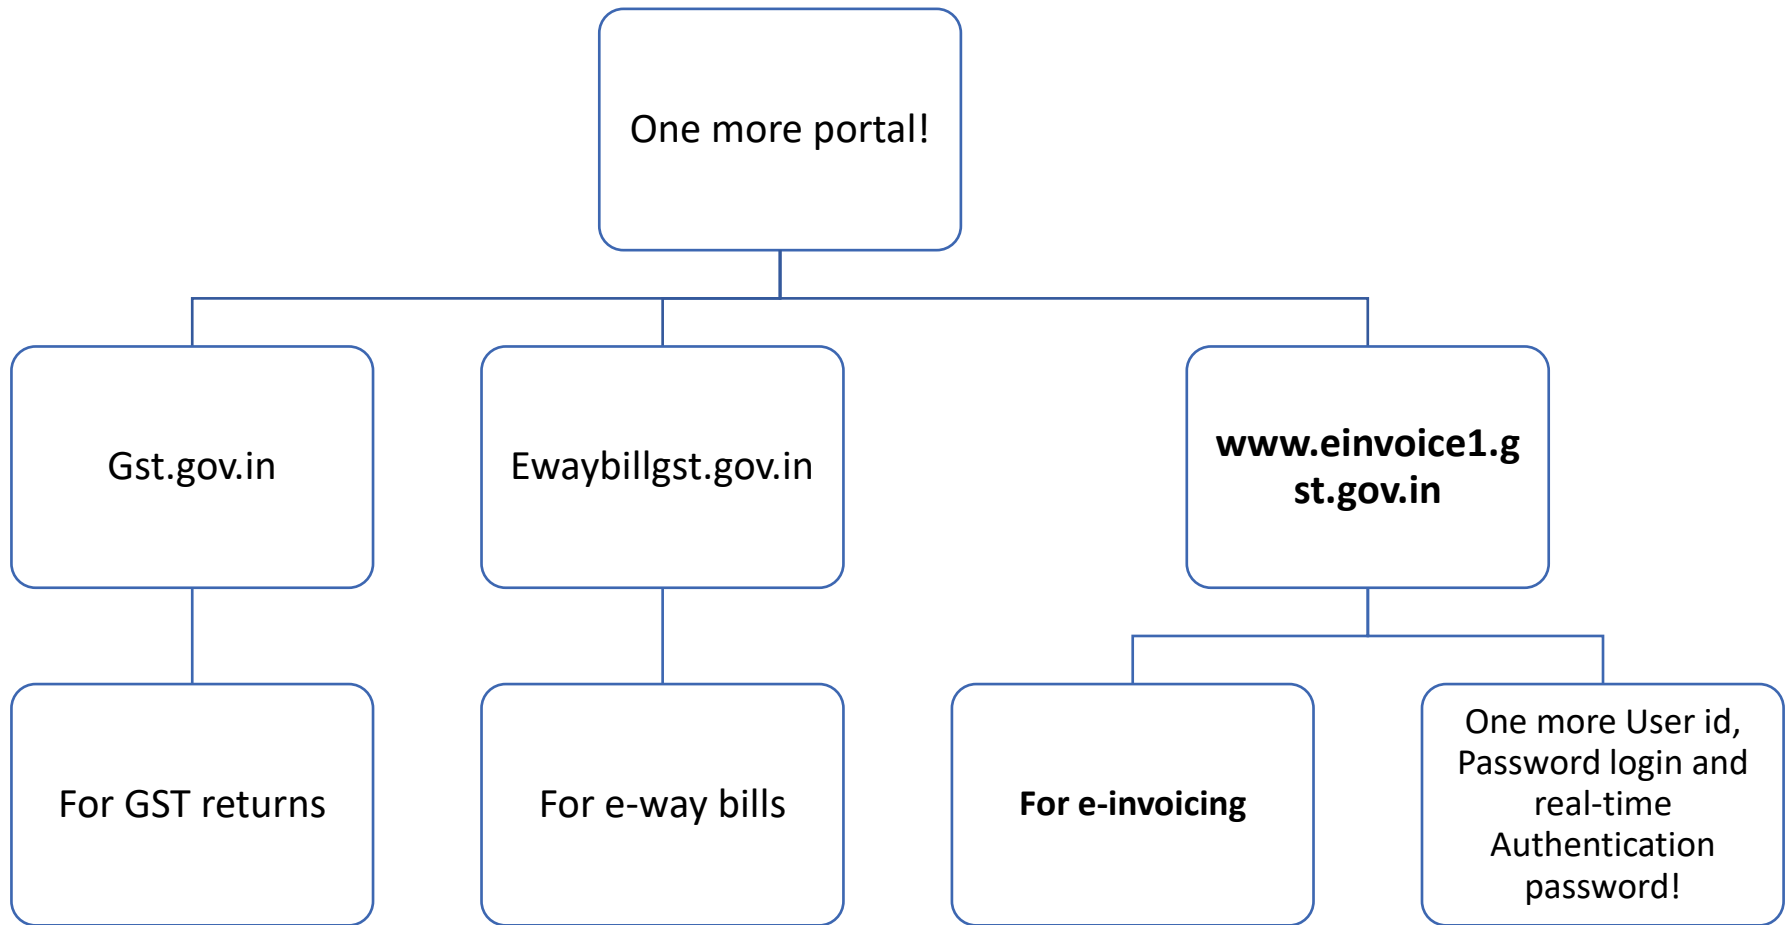 One more portal!
Gst.gov.in
Ewaybillgst.gov.in
www.einvoice1.g
st.gov.in
For GST returns
For e-way bills
For e-invoicing
One more User id,
Password login and
real-time
Authentication
password!